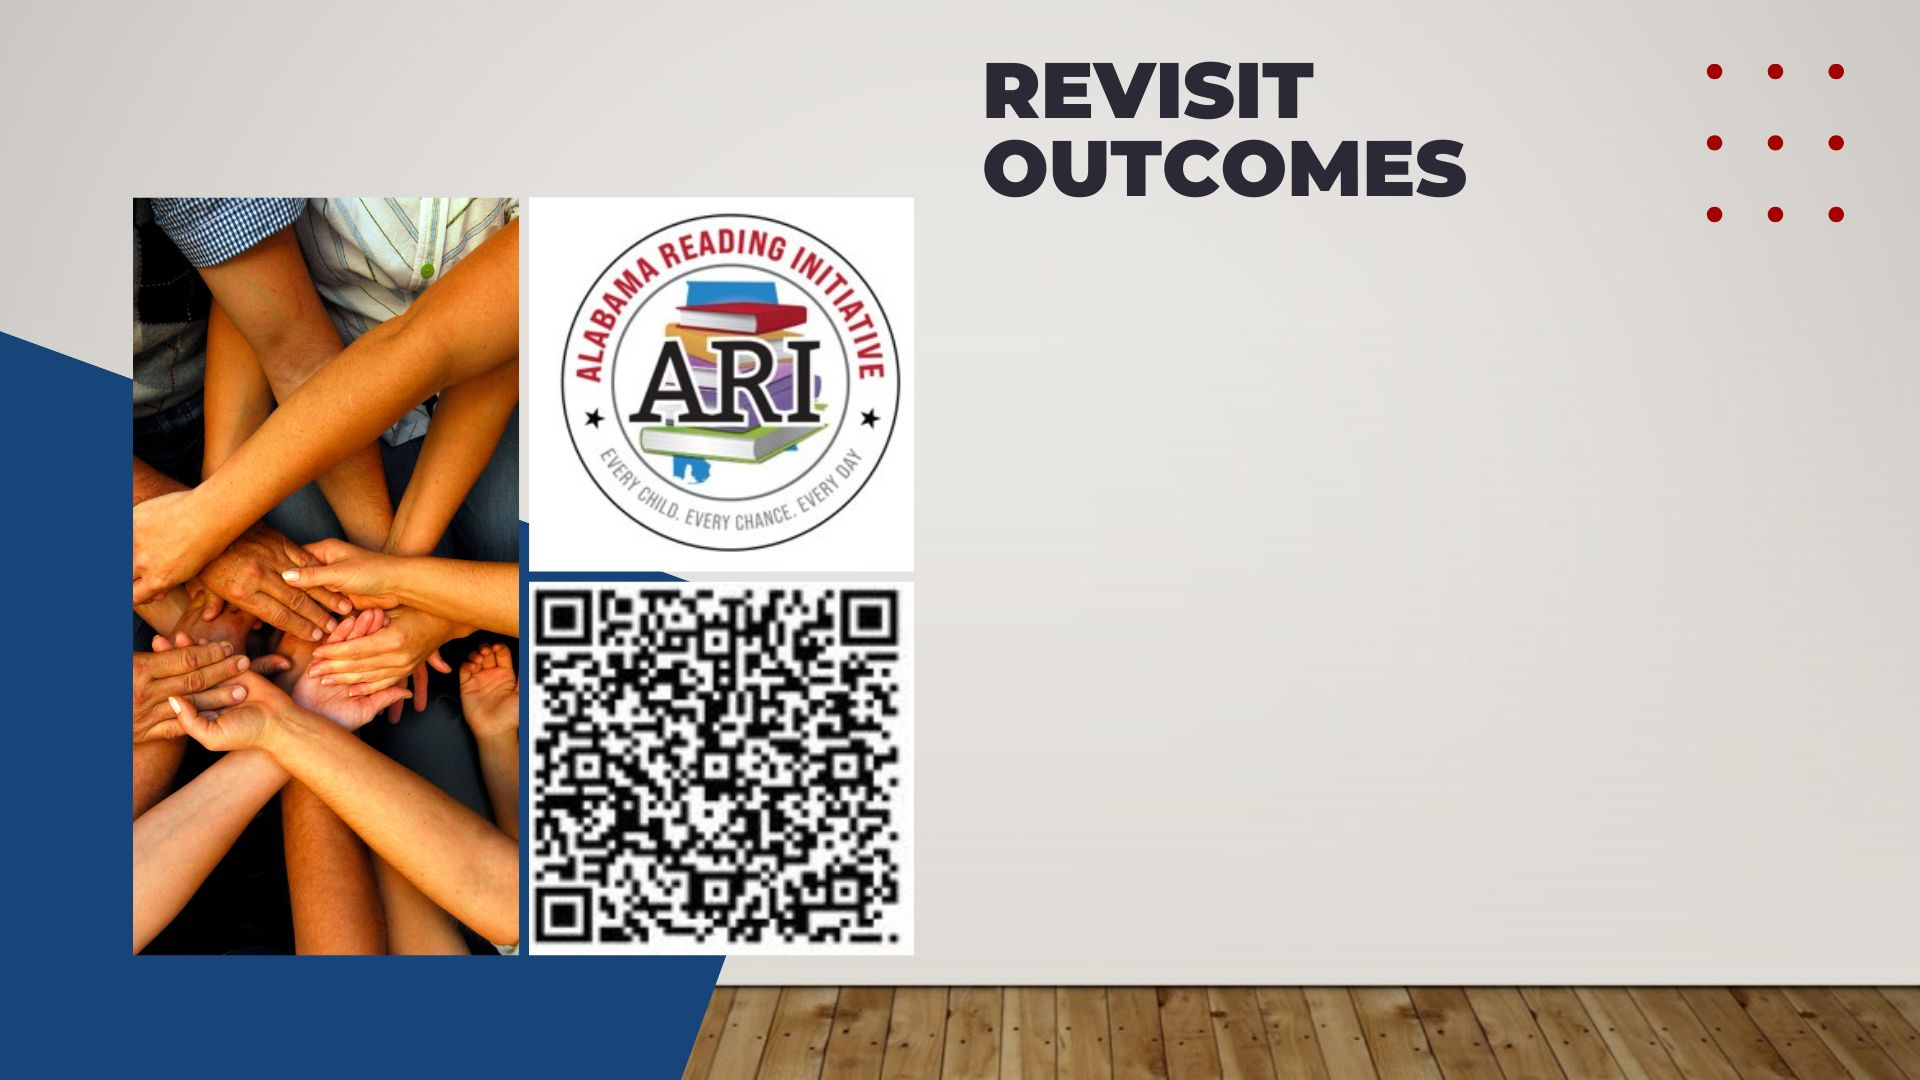 REVISIT
OUTCOMES
ALABAMA READING INITIATIVE
ARI
EVERY CHILD. EVERY CHANCE. EVERY DAY